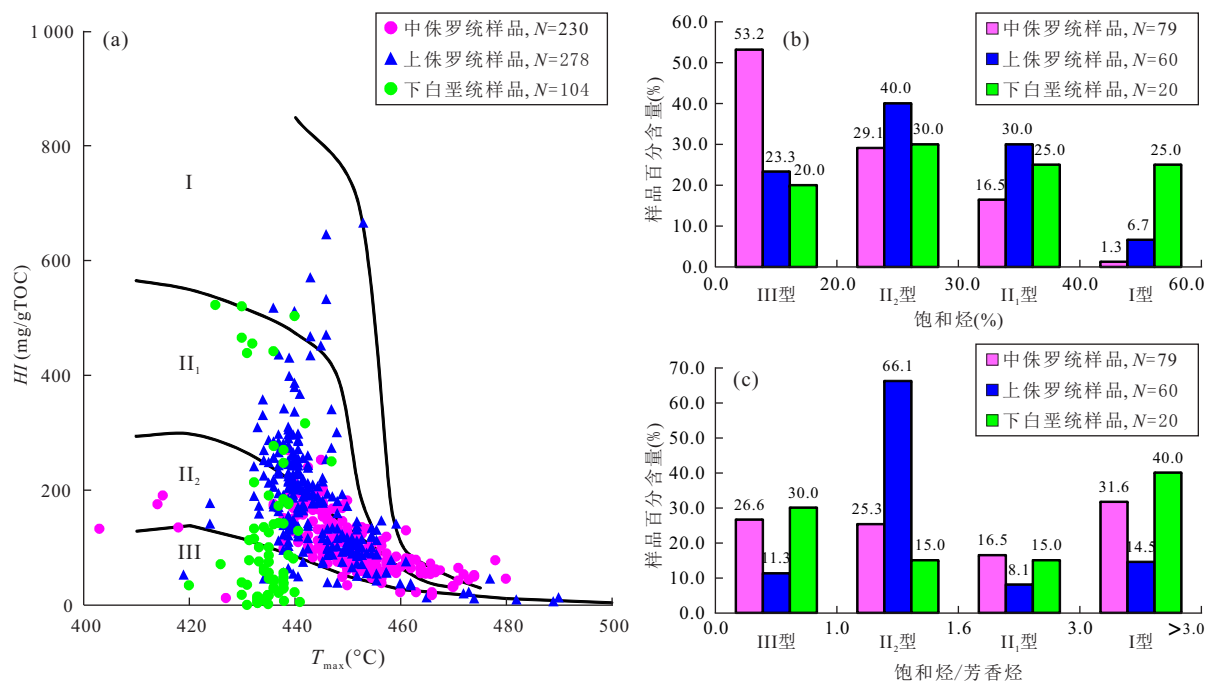 (a)
中侏罗统样品, N=230
上侏罗统样品, N=278
下白垩统样品, N=104
1 000
800
600
400
200
0
HI (mg/gTOC)
I
II₁
II₂
III
400 420 440 460 480 500
Tmax(°C)
(b)
中侏罗统样品, N=79
上侏罗统样品, N=60
下白垩统样品, N=20
60.0
50.0
40.0
30.0
20.0
10.0
0.0
样品百分含量(%)
53.2 23.3 20.0
29.1 40.0 30.0
16.5 30.0 25.0
1.3 6.7 25.0
0.0 III型 20.0 II₂型 30.0 II₁型 40.0 I型 60.0
饱和烃(%)
(c)
中侏罗统样品, N=79
上侏罗统样品, N=60
下白垩统样品, N=20
70.0
60.0
50.0
40.0
30.0
20.0
10.0
0.0
样品百分含量(%)
26.6 11.3 30.0
25.3 66.1 15.0
16.5 8.1 15.0
31.6 14.5 40.0
0.0 III型 1.0 II₂型 1.6 II₁型 3.0 I型 >3.0
饱和烃/芳香烃